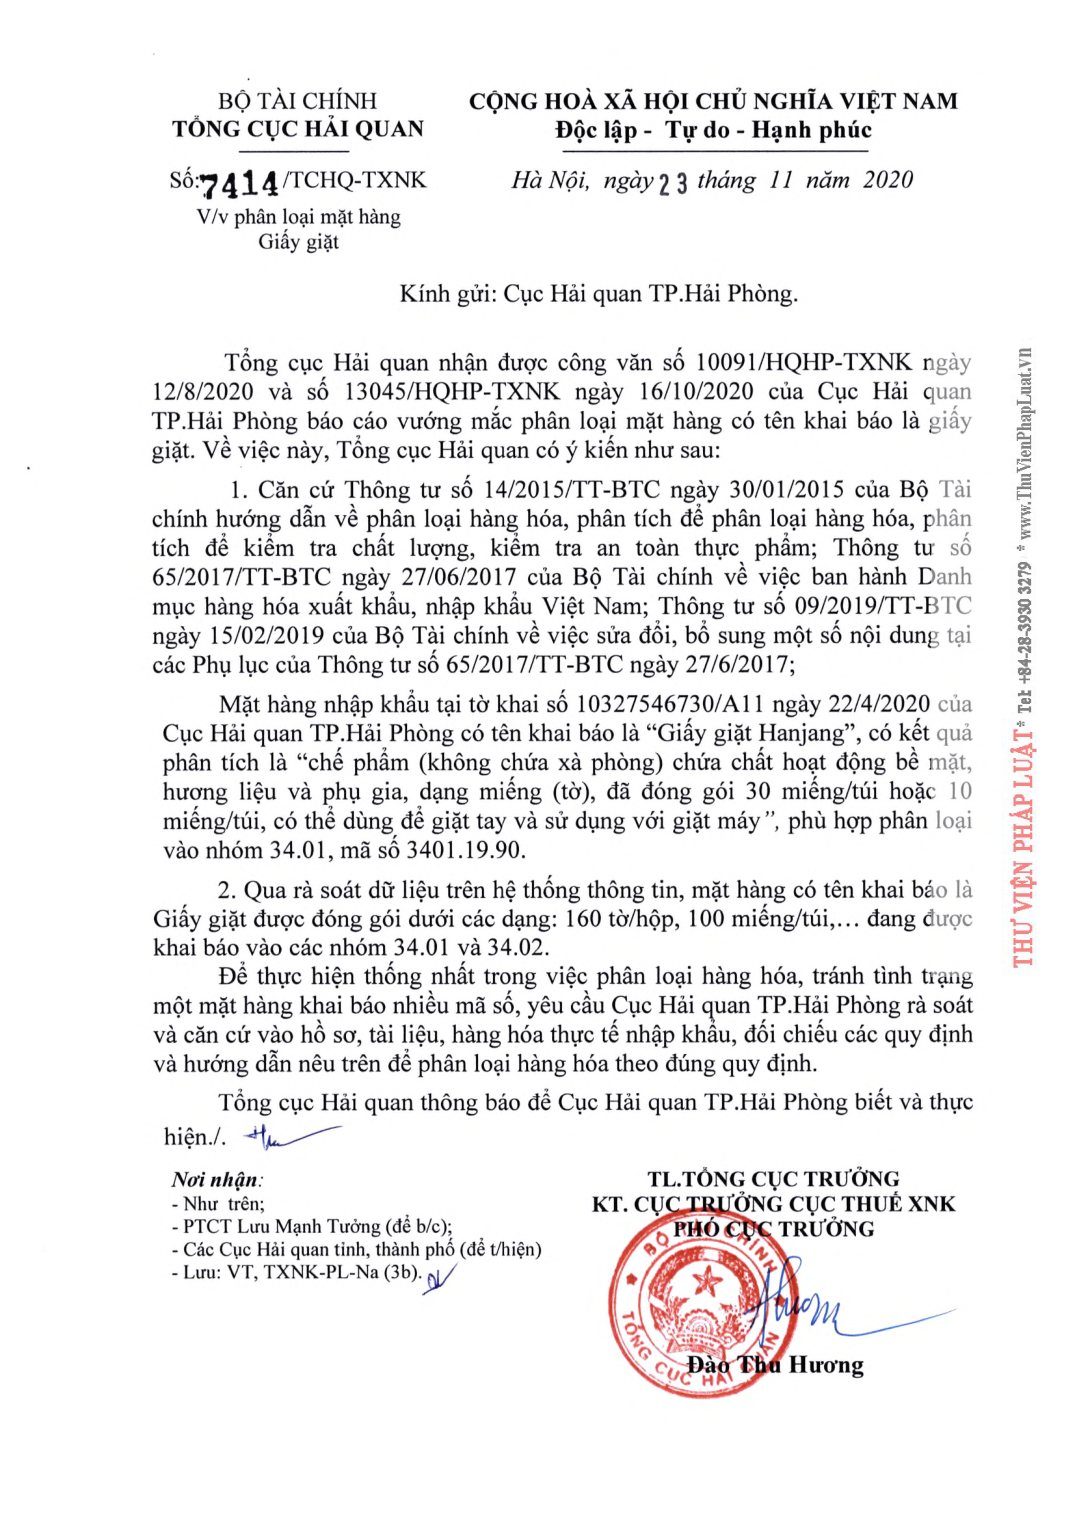 BỘ TÀI CHÍNH
TỔNG CỤC HẢI QUAN
CỘNG HOÀ XÃ HỘI CHỦ NGHĨA VIỆT NAM
Độc lập - Tự do - Hạnh phúc
Số: 7414 /TCHQ-TXNK
Hà Nội, ngày 23 tháng 11 năm 2020
V/v phân loại mặt hàng
Giấy giặt
Kính gửi: Cục Hải quan TP.Hải Phòng.
Tổng cục Hải quan nhận được công văn số 10091/HQHP-TXNK ngày
12/8/2020 và số 13045/HQHP-TXNK ngày 16/10/2020 của Cục Hải quan
TP.Hải Phòng báo cáo vướng mắc phân loại mặt hàng có tên khai báo là giấy
giặt. Về việc này, Tổng cục Hải quan có ý kiến như sau:
1. Căn cứ Thông tư số 14/2015/TT-BTC ngày 30/01/2015 của Bộ Tài
chính hướng dẫn về phân loại hàng hóa, phân tích để phân loại hàng hóa, phân
tích để kiểm tra chất lượng, kiểm tra an toàn thực phẩm; Thông tư số
65/2017/TT-BTC ngày 27/06/2017 của Bộ Tài chính về việc ban hành Danh
mục hàng hóa xuất khẩu, nhập khẩu Việt Nam; Thông tư số 09/2019/TT-BTC
ngày 15/02/2019 của Bộ Tài chính về việc sửa đổi, bổ sung một số nội dung tại
các Phụ lục của Thông tư số 65/2017/TT-BTC ngày 27/6/2017;
Mặt hàng nhập khẩu tại tờ khai số 10327546730/A11 ngày 22/4/2020 của
Cục Hải quan TP.Hải Phòng có tên khai báo là “Giấy giặt Hanjang”, có kết quả
phân tích là “chế phẩm (không chứa xà phòng) chứa chất hoạt động bề mặt,
hương liệu và phụ gia, dạng miếng (tờ), đã đóng gói 30 miếng/túi hoặc 10
miếng/túi, có thể dùng để giặt tay và sử dụng với giặt máy”, phù hợp phân loại
vào nhóm 34.01, mã số 3401.19.90.
2. Qua rà soát dữ liệu trên hệ thống thông tin, mặt hàng có tên khai báo là
Giấy giặt được đóng gói dưới các dạng: 160 tờ/hộp, 100 miếng/túi,... đang được
khai báo vào các nhóm 34.01 và 34.02.
Để thực hiện thống nhất trong việc phân loại hàng hóa, tránh tình trạng
một mặt hàng khai báo nhiều mã số, yêu cầu Cục Hải quan TP.Hải Phòng rà soát
và căn cứ vào hồ sơ, tài liệu, hàng hóa thực tế nhập khẩu, đối chiếu các quy định
và hướng dẫn nêu trên để phân loại hàng hóa theo đúng quy định.
Tổng cục Hải quan thông báo để Cục Hải quan TP.Hải Phòng biết và thực
hiện./.
Nơi nhận:
- Như trên;
- PTCT Lưu Mạnh Tưởng (để b/c);
- Các Cục Hải quan tỉnh, thành phố (để t/hiện)
- Lưu: VT, TXNK-PL-Na (3b).
TL.TỔNG CỤC TRƯỞNG
KT. CỤC TRƯỞNG CỤC THUẾ XNK
PHÓ CỤC TRƯỞNG
BỘ TÀI CHÍNH
TỔNG CỤC HẢI QUAN
Đào Thu Hương
THƯ VIỆN PHÁP LUẬT * Tel: +84-28-3930 3279 * www.ThuVienPhapLuat.vn